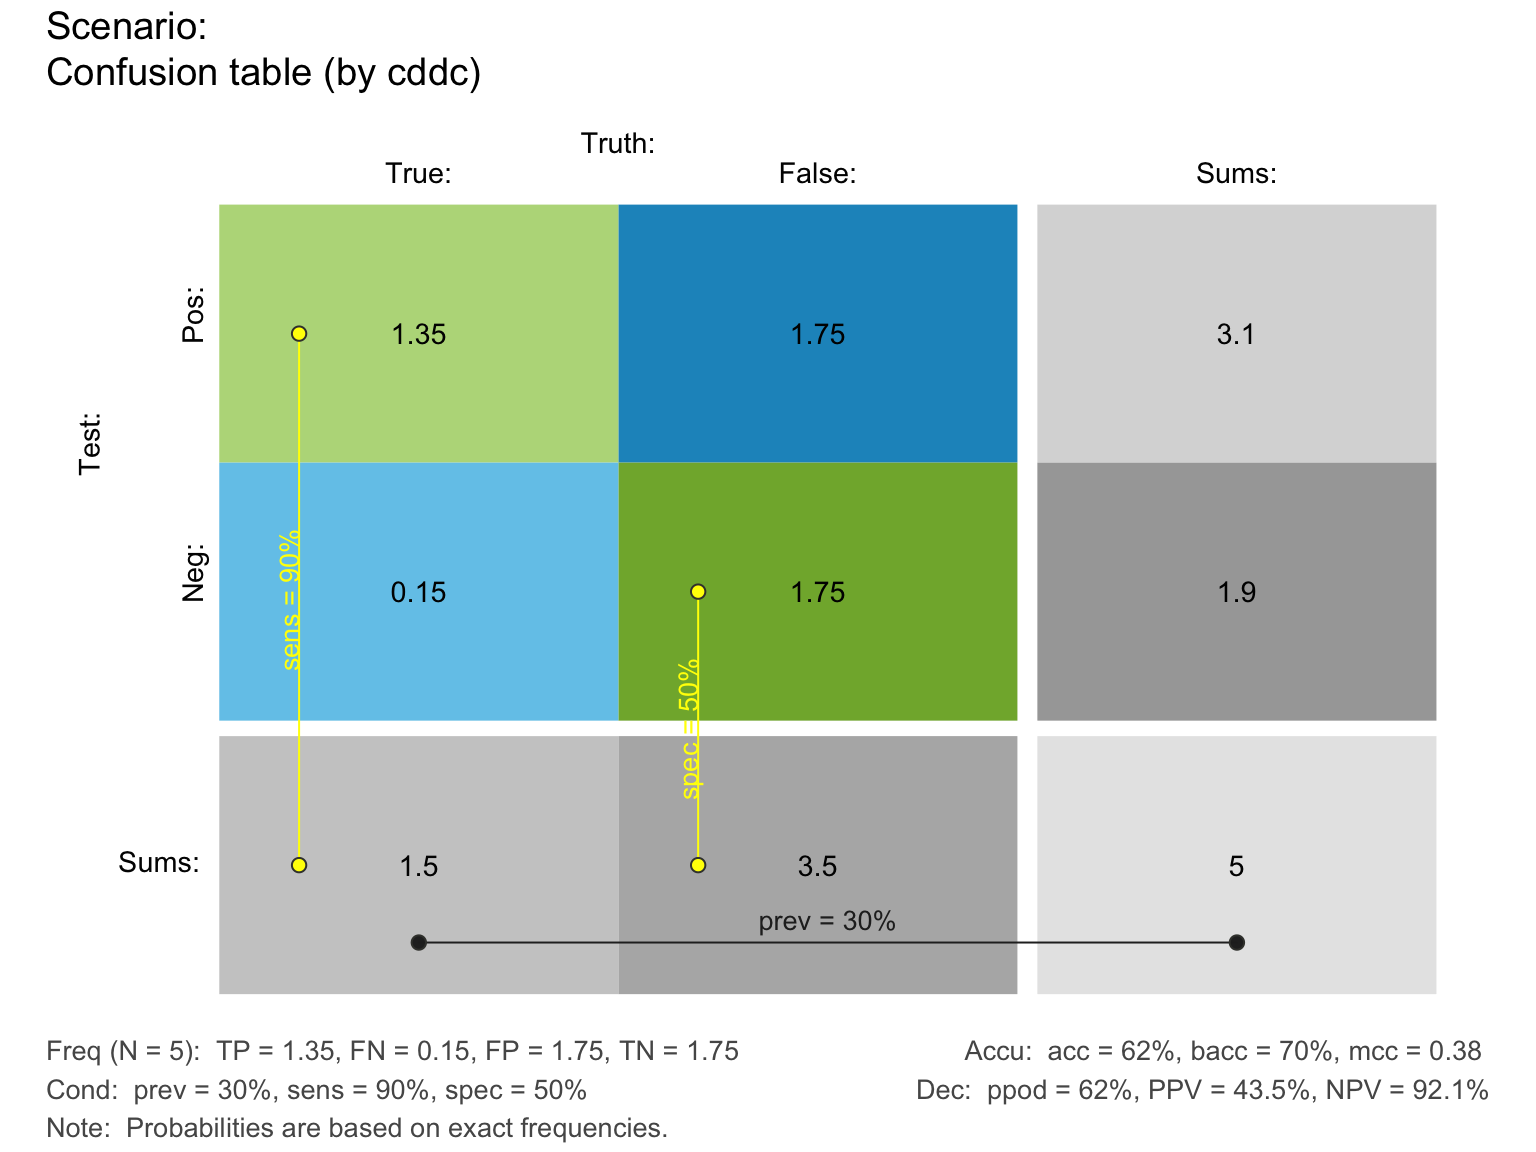 Scenario:
Confusion table (by cddc)
Truth:
True:
False:
Sums:
Test:
Pos:
1.35
1.75
3.1
Neg:
sens = 90%
0.15
spec = 50%
1.75
1.9
Sums:
1.5
3.5
5
prev = 30%
Freq (N = 5):  TP = 1.35, FN = 0.15, FP = 1.75, TN = 1.75
Accu:  acc = 62%, bacc = 70%, mcc = 0.38
Cond:  prev = 30%, sens = 90%, spec = 50%
Dec:  ppod = 62%, PPV = 43.5%, NPV = 92.1%
Note:  Probabilities are based on exact frequencies.